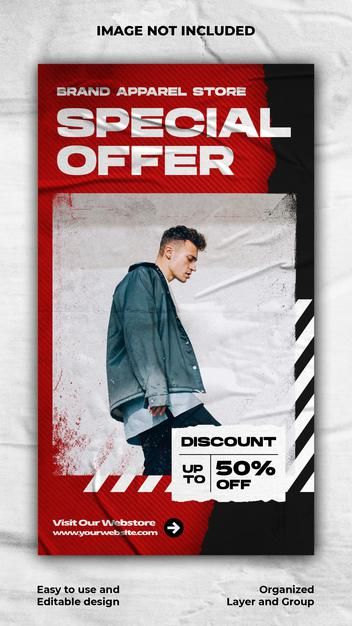 IMAGE NOT INCLUDED
BRAND APPAREL STORE
SPECIAL
OFFER
DISCOUNT
UP TO
50%
OFF
Visit Our Webstore
www.yourwebsite.com
Easy to use and
Editable design
Organized
Layer and Group